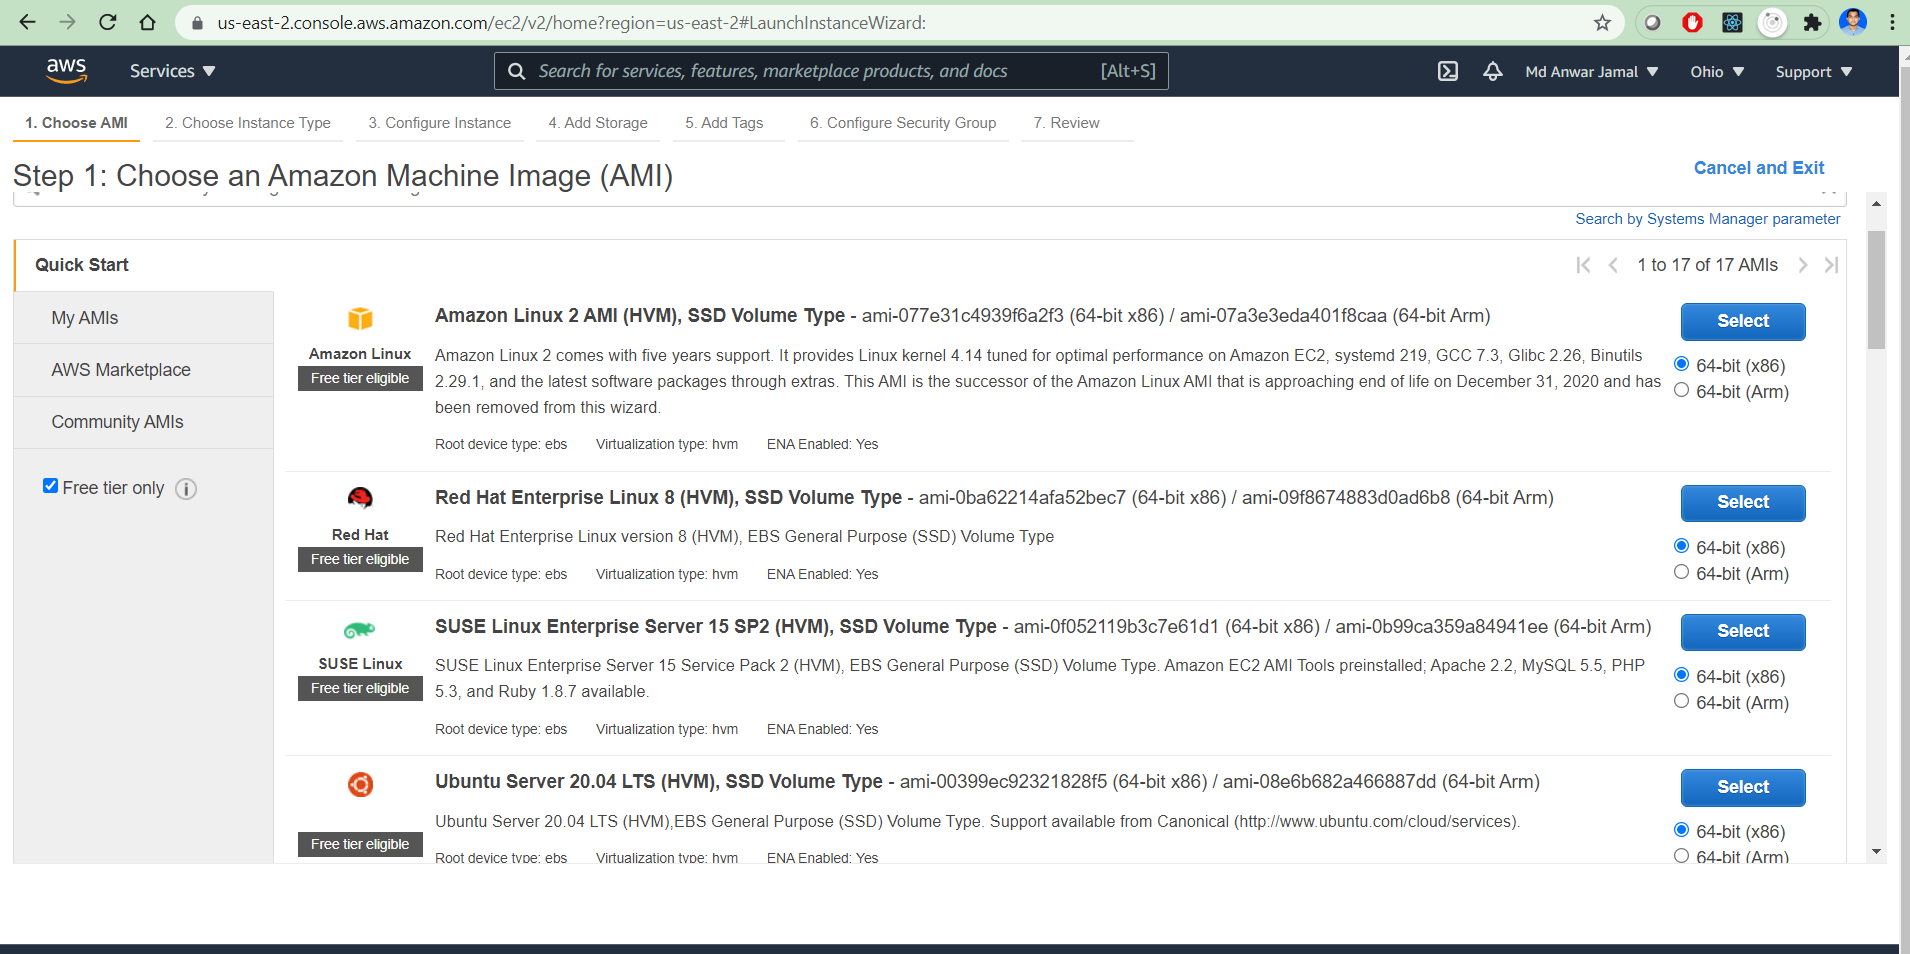 us-east-2.console.aws.amazon.com/ec2/v2/home?region=us-east-2#LaunchInstanceWizard:
aws
Services
Search for services, features, marketplace products, and docs
[Alt+S]
Md Anwar Jamal
Ohio
Support
1. Choose AMI
2. Choose Instance Type
3. Configure Instance
4. Add Storage
5. Add Tags
6. Configure Security Group
7. Review
Step 1: Choose an Amazon Machine Image (AMI)
Cancel and Exit
Search by Systems Manager parameter
Quick Start
1 to 17 of 17 AMIs
My AMIs
AWS Marketplace
Community AMIs
Free tier only
Amazon Linux
Free tier eligible
Amazon Linux 2 AMI (HVM), SSD Volume Type - ami-077e31c4939f6a2f3 (64-bit x86) / ami-07a3e3eda401f8caa (64-bit Arm)
Amazon Linux 2 comes with five years support. It provides Linux kernel 4.14 tuned for optimal performance on Amazon EC2, systemd 219, GCC 7.3, Glibc 2.26, Binutils
2.29.1, and the latest software packages through extras. This AMI is the successor of the Amazon Linux AMI that is approaching end of life on December 31, 2020 and has
been removed from this wizard.
Root device type: ebs Virtualization type: hvm ENA Enabled: Yes
Select
64-bit (x86)
64-bit (Arm)
Red Hat
Free tier eligible
Red Hat Enterprise Linux 8 (HVM), SSD Volume Type - ami-0ba62214afa52bec7 (64-bit x86) / ami-09f8674883d0ad6b8 (64-bit Arm)
Red Hat Enterprise Linux version 8 (HVM), EBS General Purpose (SSD) Volume Type
Root device type: ebs Virtualization type: hvm ENA Enabled: Yes
Select
64-bit (x86)
64-bit (Arm)
SUSE Linux
Free tier eligible
SUSE Linux Enterprise Server 15 SP2 (HVM), SSD Volume Type - ami-0f052119b3c7e61d1 (64-bit x86) / ami-0b99ca359a84941ee (64-bit Arm)
SUSE Linux Enterprise Server 15 Service Pack 2 (HVM), EBS General Purpose (SSD) Volume Type. Amazon EC2 AMI Tools preinstalled; Apache 2.2, MySQL 5.5, PHP
5.3, and Ruby 1.8.7 available.
Root device type: ebs Virtualization type: hvm ENA Enabled: Yes
Select
64-bit (x86)
64-bit (Arm)
Free tier eligible
Ubuntu Server 20.04 LTS (HVM), SSD Volume Type - ami-00399ec92321828f5 (64-bit x86) / ami-08e6b682a466887dd (64-bit Arm)
Ubuntu Server 20.04 LTS (HVM),EBS General Purpose (SSD) Volume Type. Support available from Canonical (http://www.ubuntu.com/cloud/services).
Root device type: ebs Virtualization type: hvm ENA Enabled: Yes
Select
64-bit (x86)
64-bit (Arm)